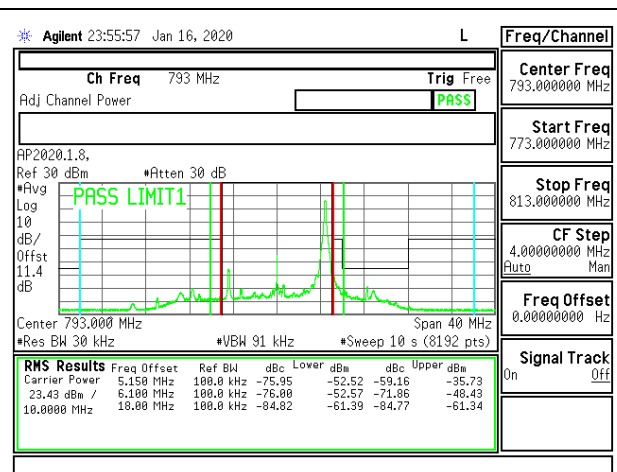 Agilent 23:55:57 Jan 16, 2020 L
Freq/Channel
Ch Freq 793 MHz Trig Free
Adj Channel Power PASS
AP2020.1.8,
Ref 30 dBm #Atten 30 dB
#Avg
Log
10
dB/
Offst
11.4
dB
PASS LIMIT1
Center 793.000 MHz Span 40 MHz
#Res BW 30 kHz #VBW 91 kHz #Sweep 10 s (8192 pts)
RMS Results Freq Offset Ref BW dBc Lower dBm dBc Upper dBm
Carrier Power 5.150 MHz 100.0 kHz -75.95 -52.52 -59.16 -35.73
23.43 dBm / 6.100 MHz 100.0 kHz -76.00 -52.57 -71.86 -48.43
10.0000 MHz 18.00 MHz 100.0 kHz -84.82 -61.39 -84.77 -61.34
Center Freq
793.000000 MHz
Start Freq
773.000000 MHz
Stop Freq
813.000000 MHz
CF Step
4.00000000 MHz
Auto Man
Freq Offset
0.00000000 Hz
Signal Track
On Off